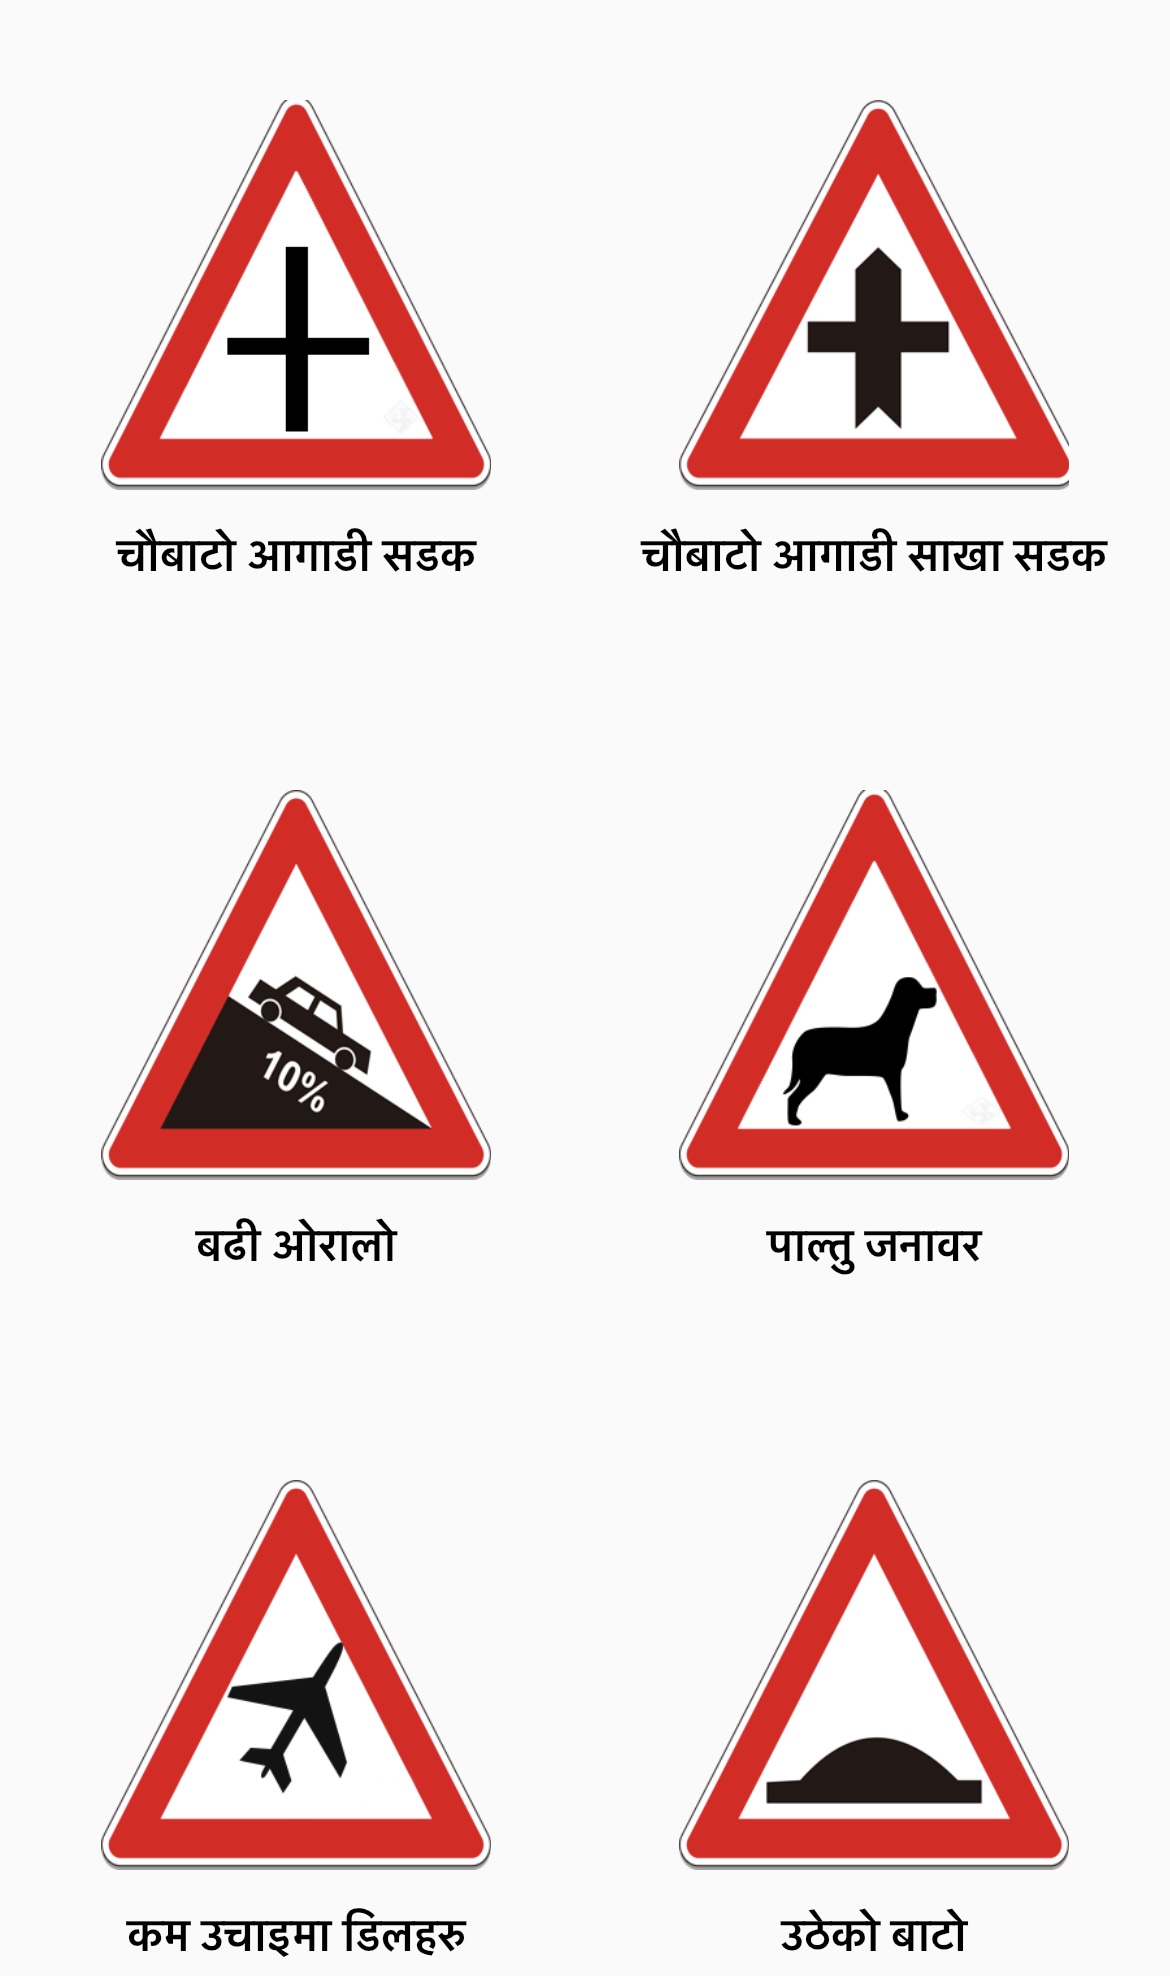 चौबाटो आगाडी सडक
चौबाटो आगाडी साखा सडक
10%
बढी ओरालो
पाल्तु जनावर
कम उचाइमा डिलहरु
उठेको बाटो